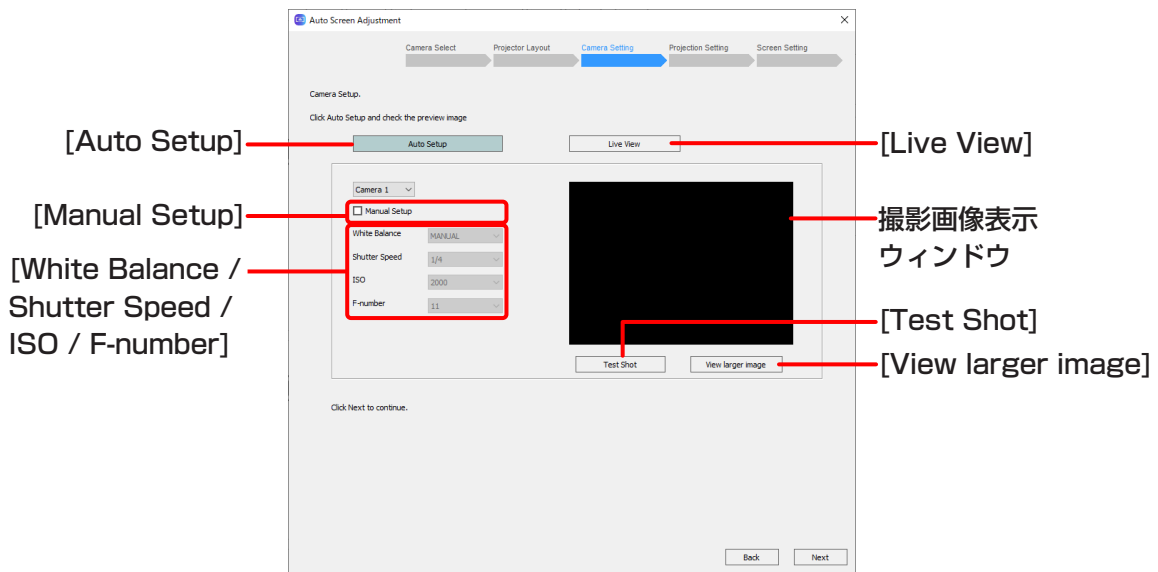 Auto Screen Adjustment
Camera Select
Projector Layout
Camera Setting
Projection Setting
Screen Setting
Camera Setup.
Click Auto Setup and check the preview image
[Auto Setup]
Auto Setup
Live View
[Live View]
Camera 1
[Manual Setup]
Manual Setup
撮影画像表示
ウィンドウ
[White Balance /
Shutter Speed /
ISO / F-number]
White Balance
MANUAL
Shutter Speed
1/4
ISO
2000
F-number
11
[Test Shot]
Test Shot
View larger image
[View larger image]
Click Next to continue.
Back
Next